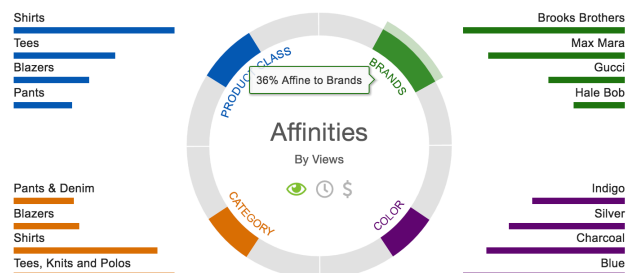 Shirts
Tees
Blazers
Pants
Brooks Brothers
Max Mara
Gucci
Hale Bob
PRODUCT CLASS
BRANDS
36% Affine to Brands
Affinities
By Views
$
CATEGORY
COLOR
Pants & Denim
Blazers
Shirts
Tees, Knits and Polos
Indigo
Silver
Charcoal
Blue